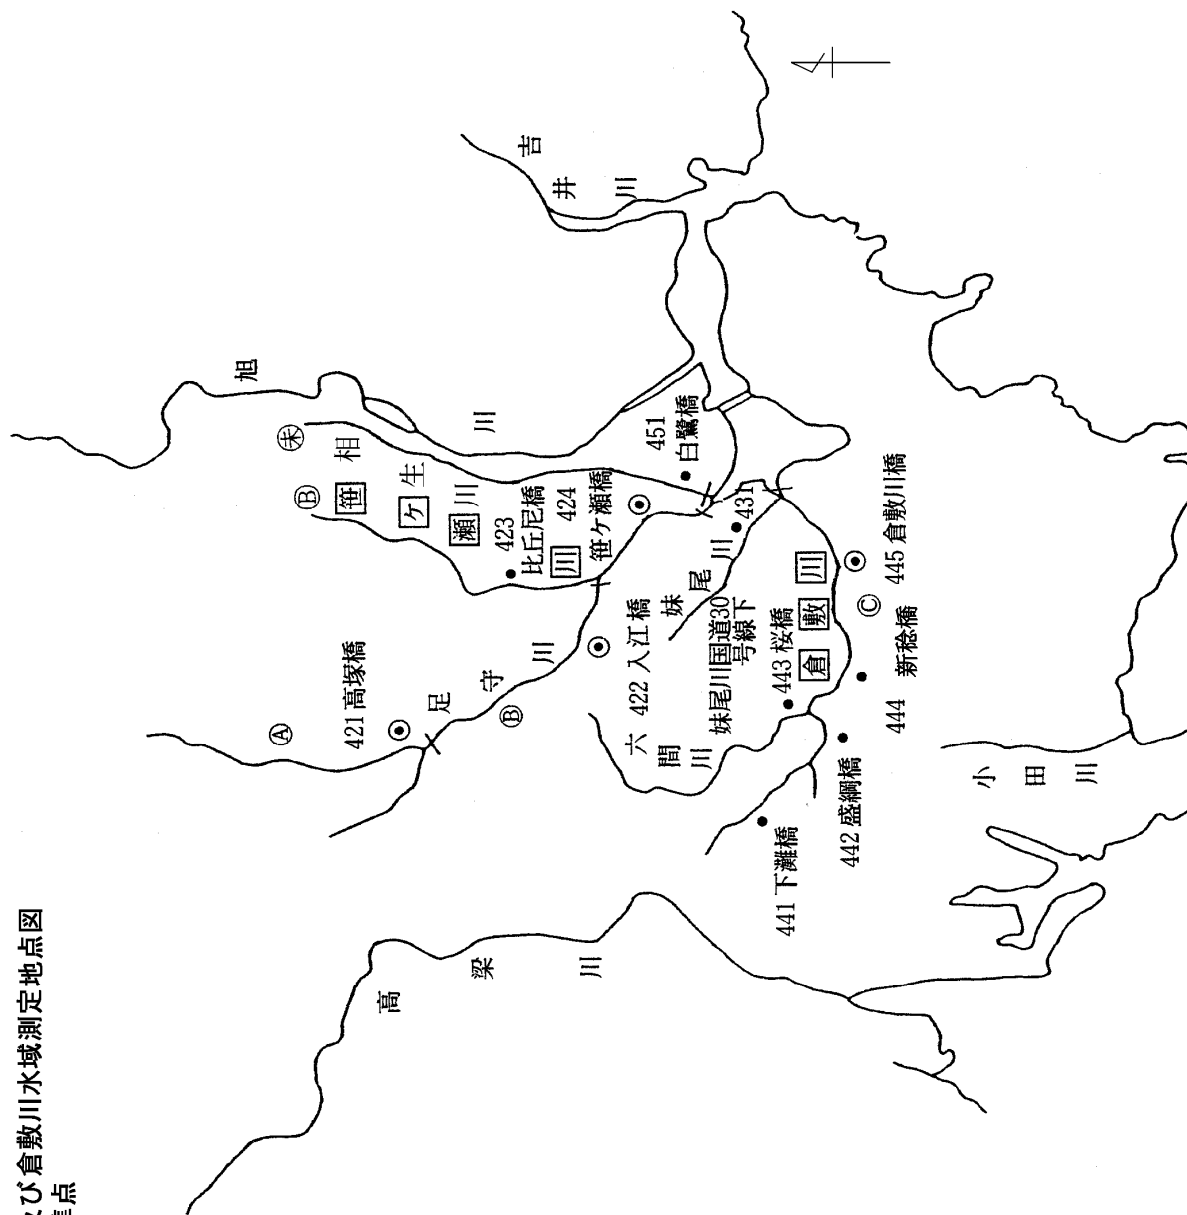 び倉敷川水域測定地点図
点
Ⓐ
421 高塚橋
足守川
Ⓑ
422 入江橋
Ⓑ
笹ケ瀬川
423
比丘尼橋
424
笹ケ瀬橋
㊍
相生川
旭川
451
白鷺橋
吉井川
431
妹尾川
妹尾川国道30
号線下
六間川
443 桜橋
倉敷川
Ⓒ
445 倉敷川橋
444
新稔橋
442 盛綱橋
441 下灘橋
小田川
高梁川